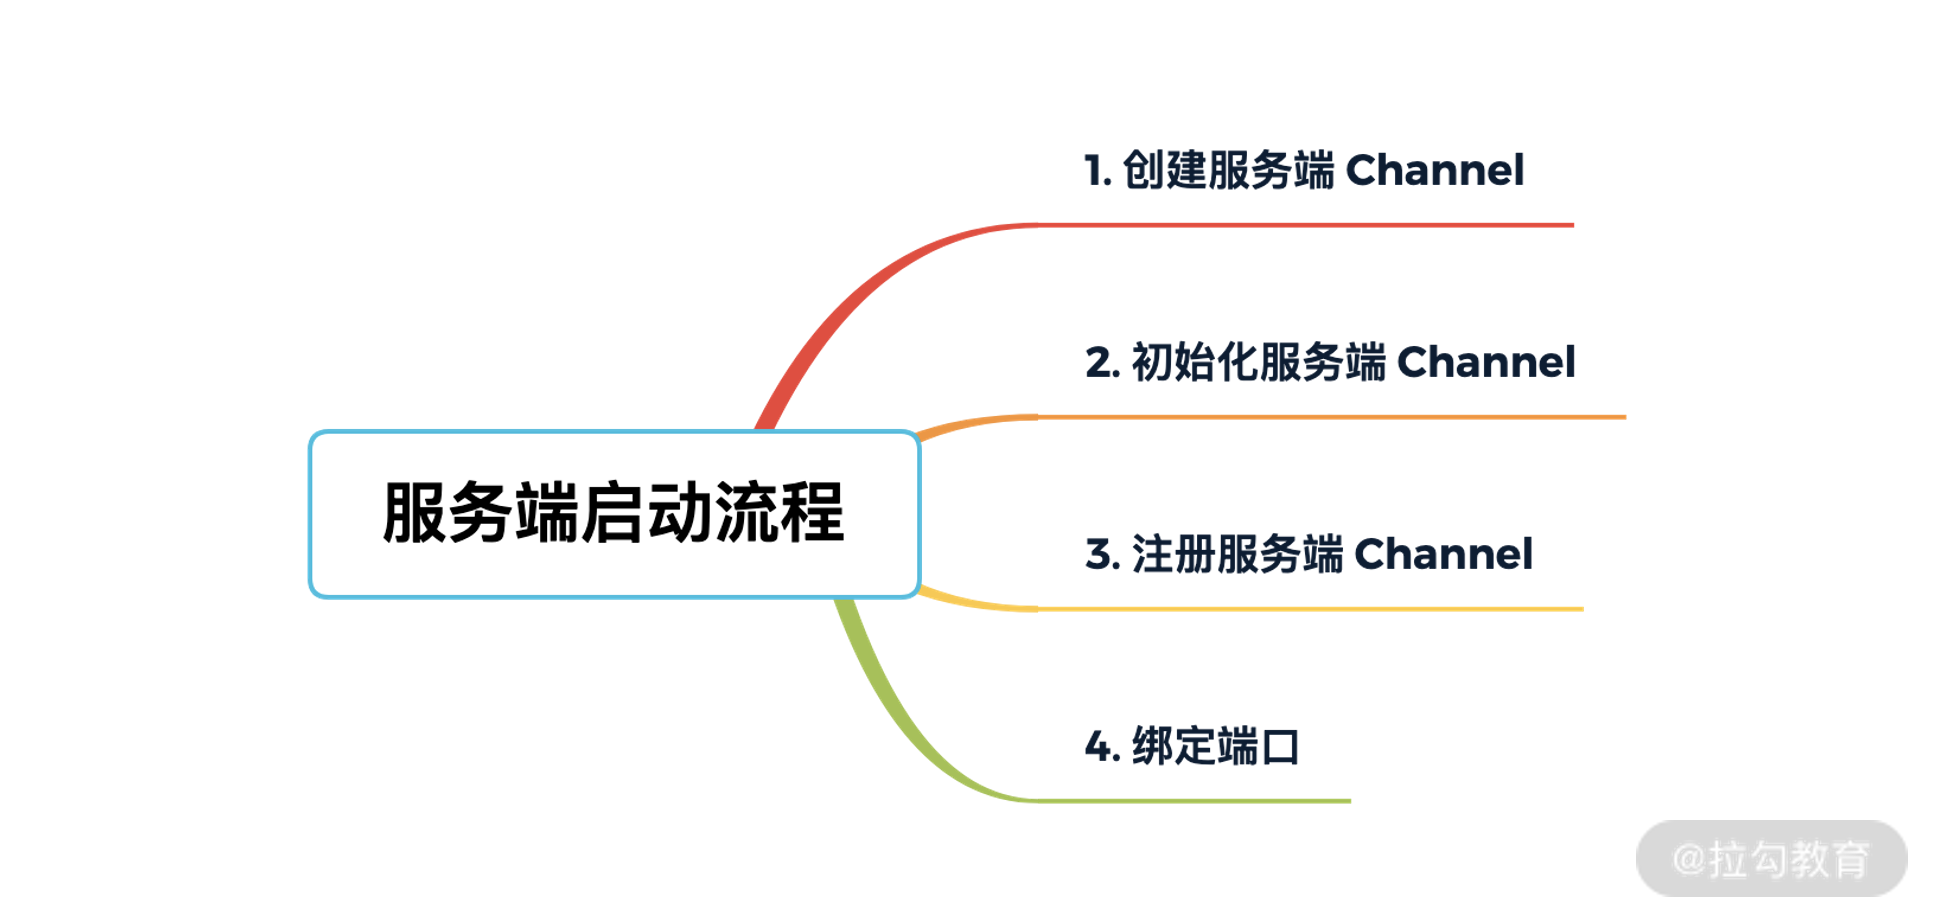 1. 创建服务端 Channel
2. 初始化服务端 Channel
服务端启动流程
3. 注册服务端 Channel
4. 绑定端口
@拉勾教育